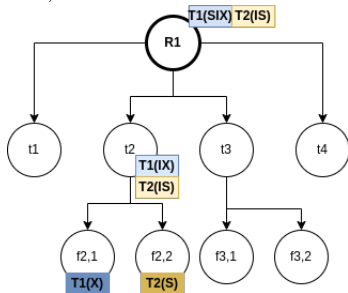 T1(SIX) T2(IS)
R1
t1 t2 t3 t4
T1(IX)
T2(IS)
f2,1 f2,2 f3,1 f3,2
T1(X) T2(S)